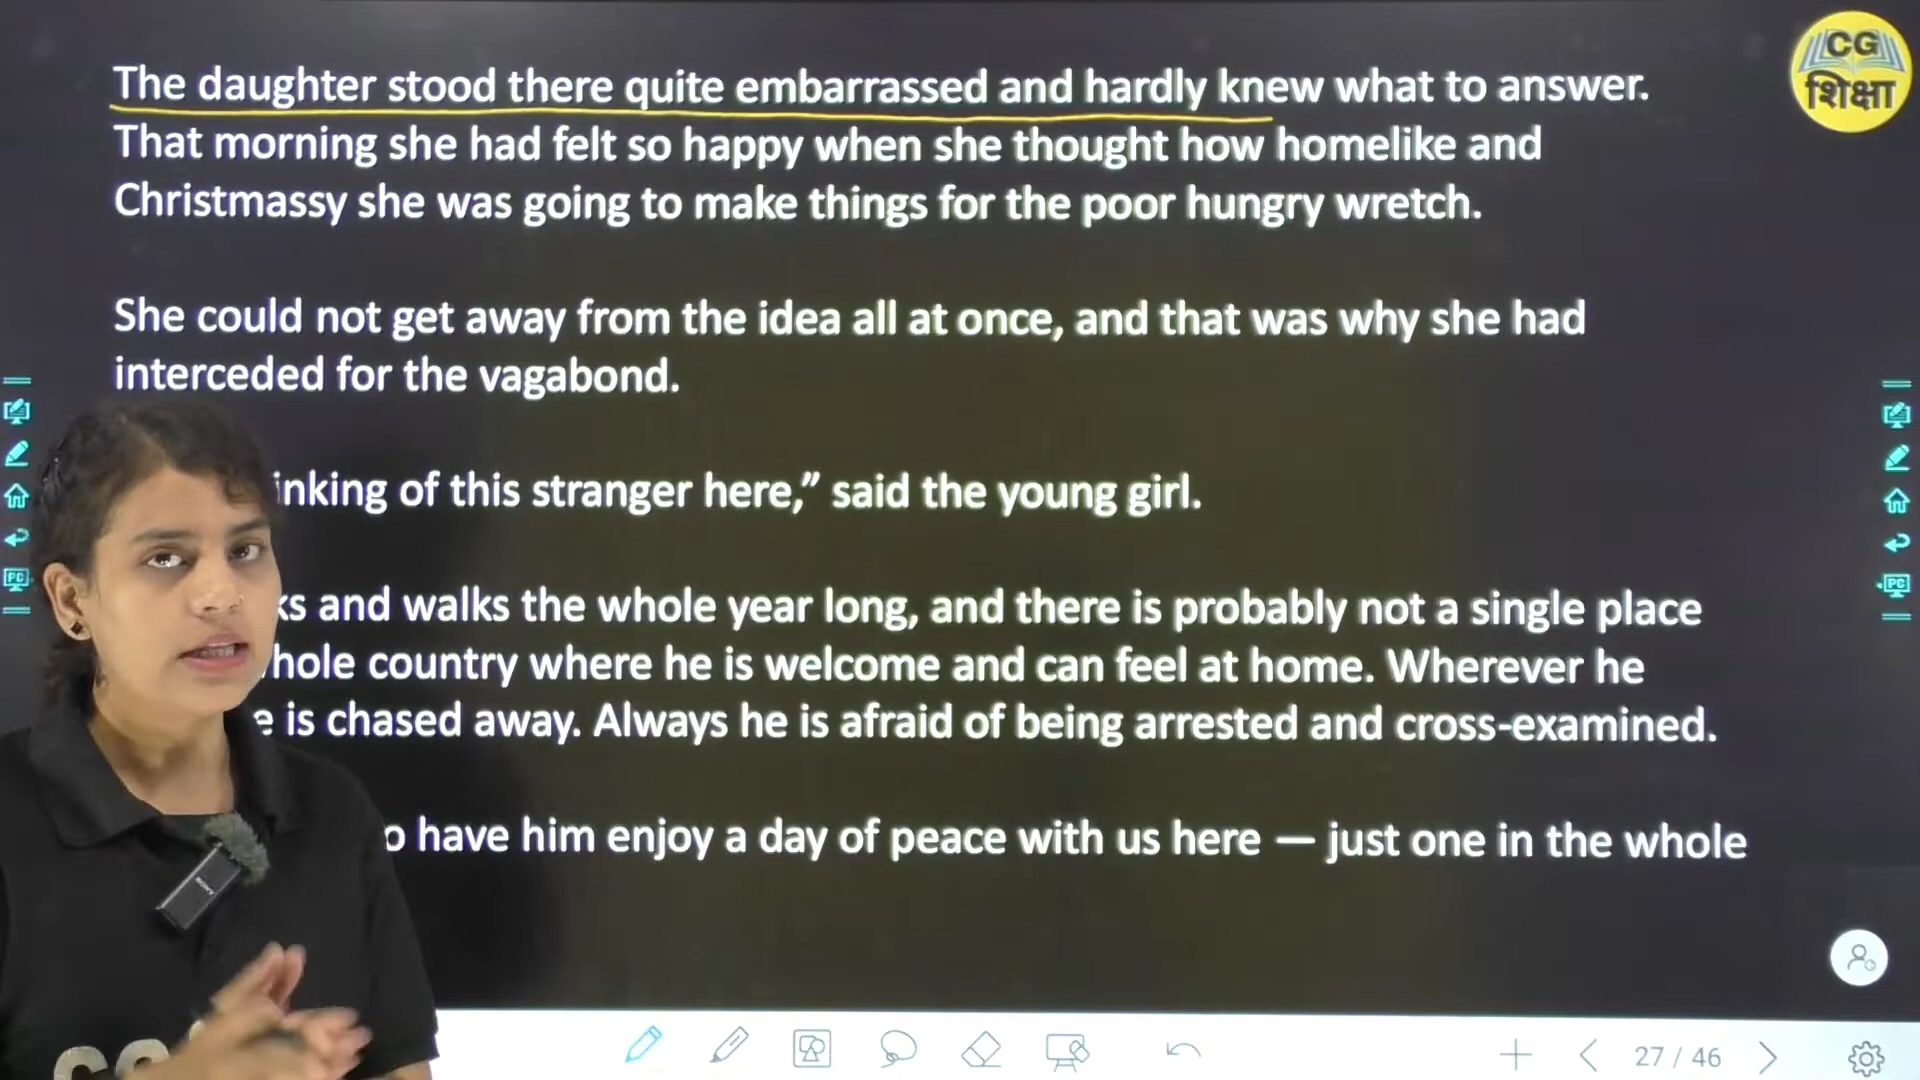 CG
शिक्षा
The daughter stood there quite embarrassed and hardly knew what to answer.
That morning she had felt so happy when she thought how homelike and
Christmassy she was going to make things for the poor hungry wretch.
She could not get away from the idea all at once, and that was why she had
interceded for the vagabond.
inking of this stranger here,” said the young girl.
ks and walks the whole year long, and there is probably not a single place
hole country where he is welcome and can feel at home. Wherever he
e is chased away. Always he is afraid of being arrested and cross-examined.
o have him enjoy a day of peace with us here — just one in the whole
PC
PC
SONY
27 / 46